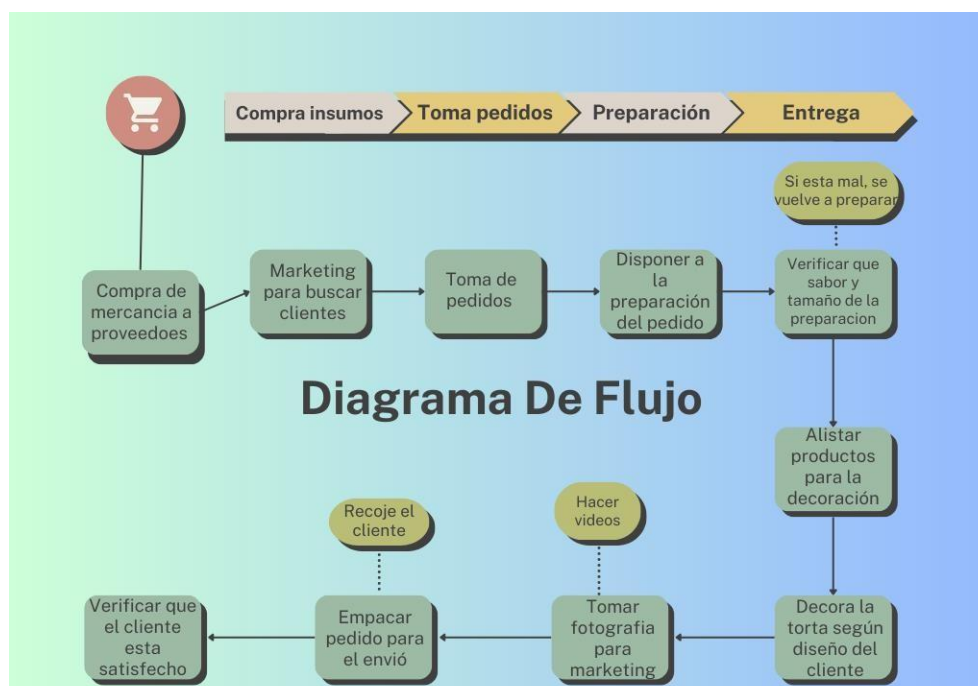 Compra insumos
Toma pedidos
Preparación
Entrega
Si esta mal, se
vuelve a preparar
Compra de
mercancia a
proveedoes
Marketing
para buscar
clientes
Toma de
pedidos
Disponer a
la
preparación
del pedido
Verificar que
sabor y
tamaño de la
preparacion
Diagrama De Flujo
Alistar
productos
para la
decoración
Recoje el
cliente
Hacer
videos
Verificar que
el cliente
esta
satisfecho
Empacar
pedido para
el envió
Tomar
fotografia
para
marketing
Decora la
torta según
diseño del
cliente